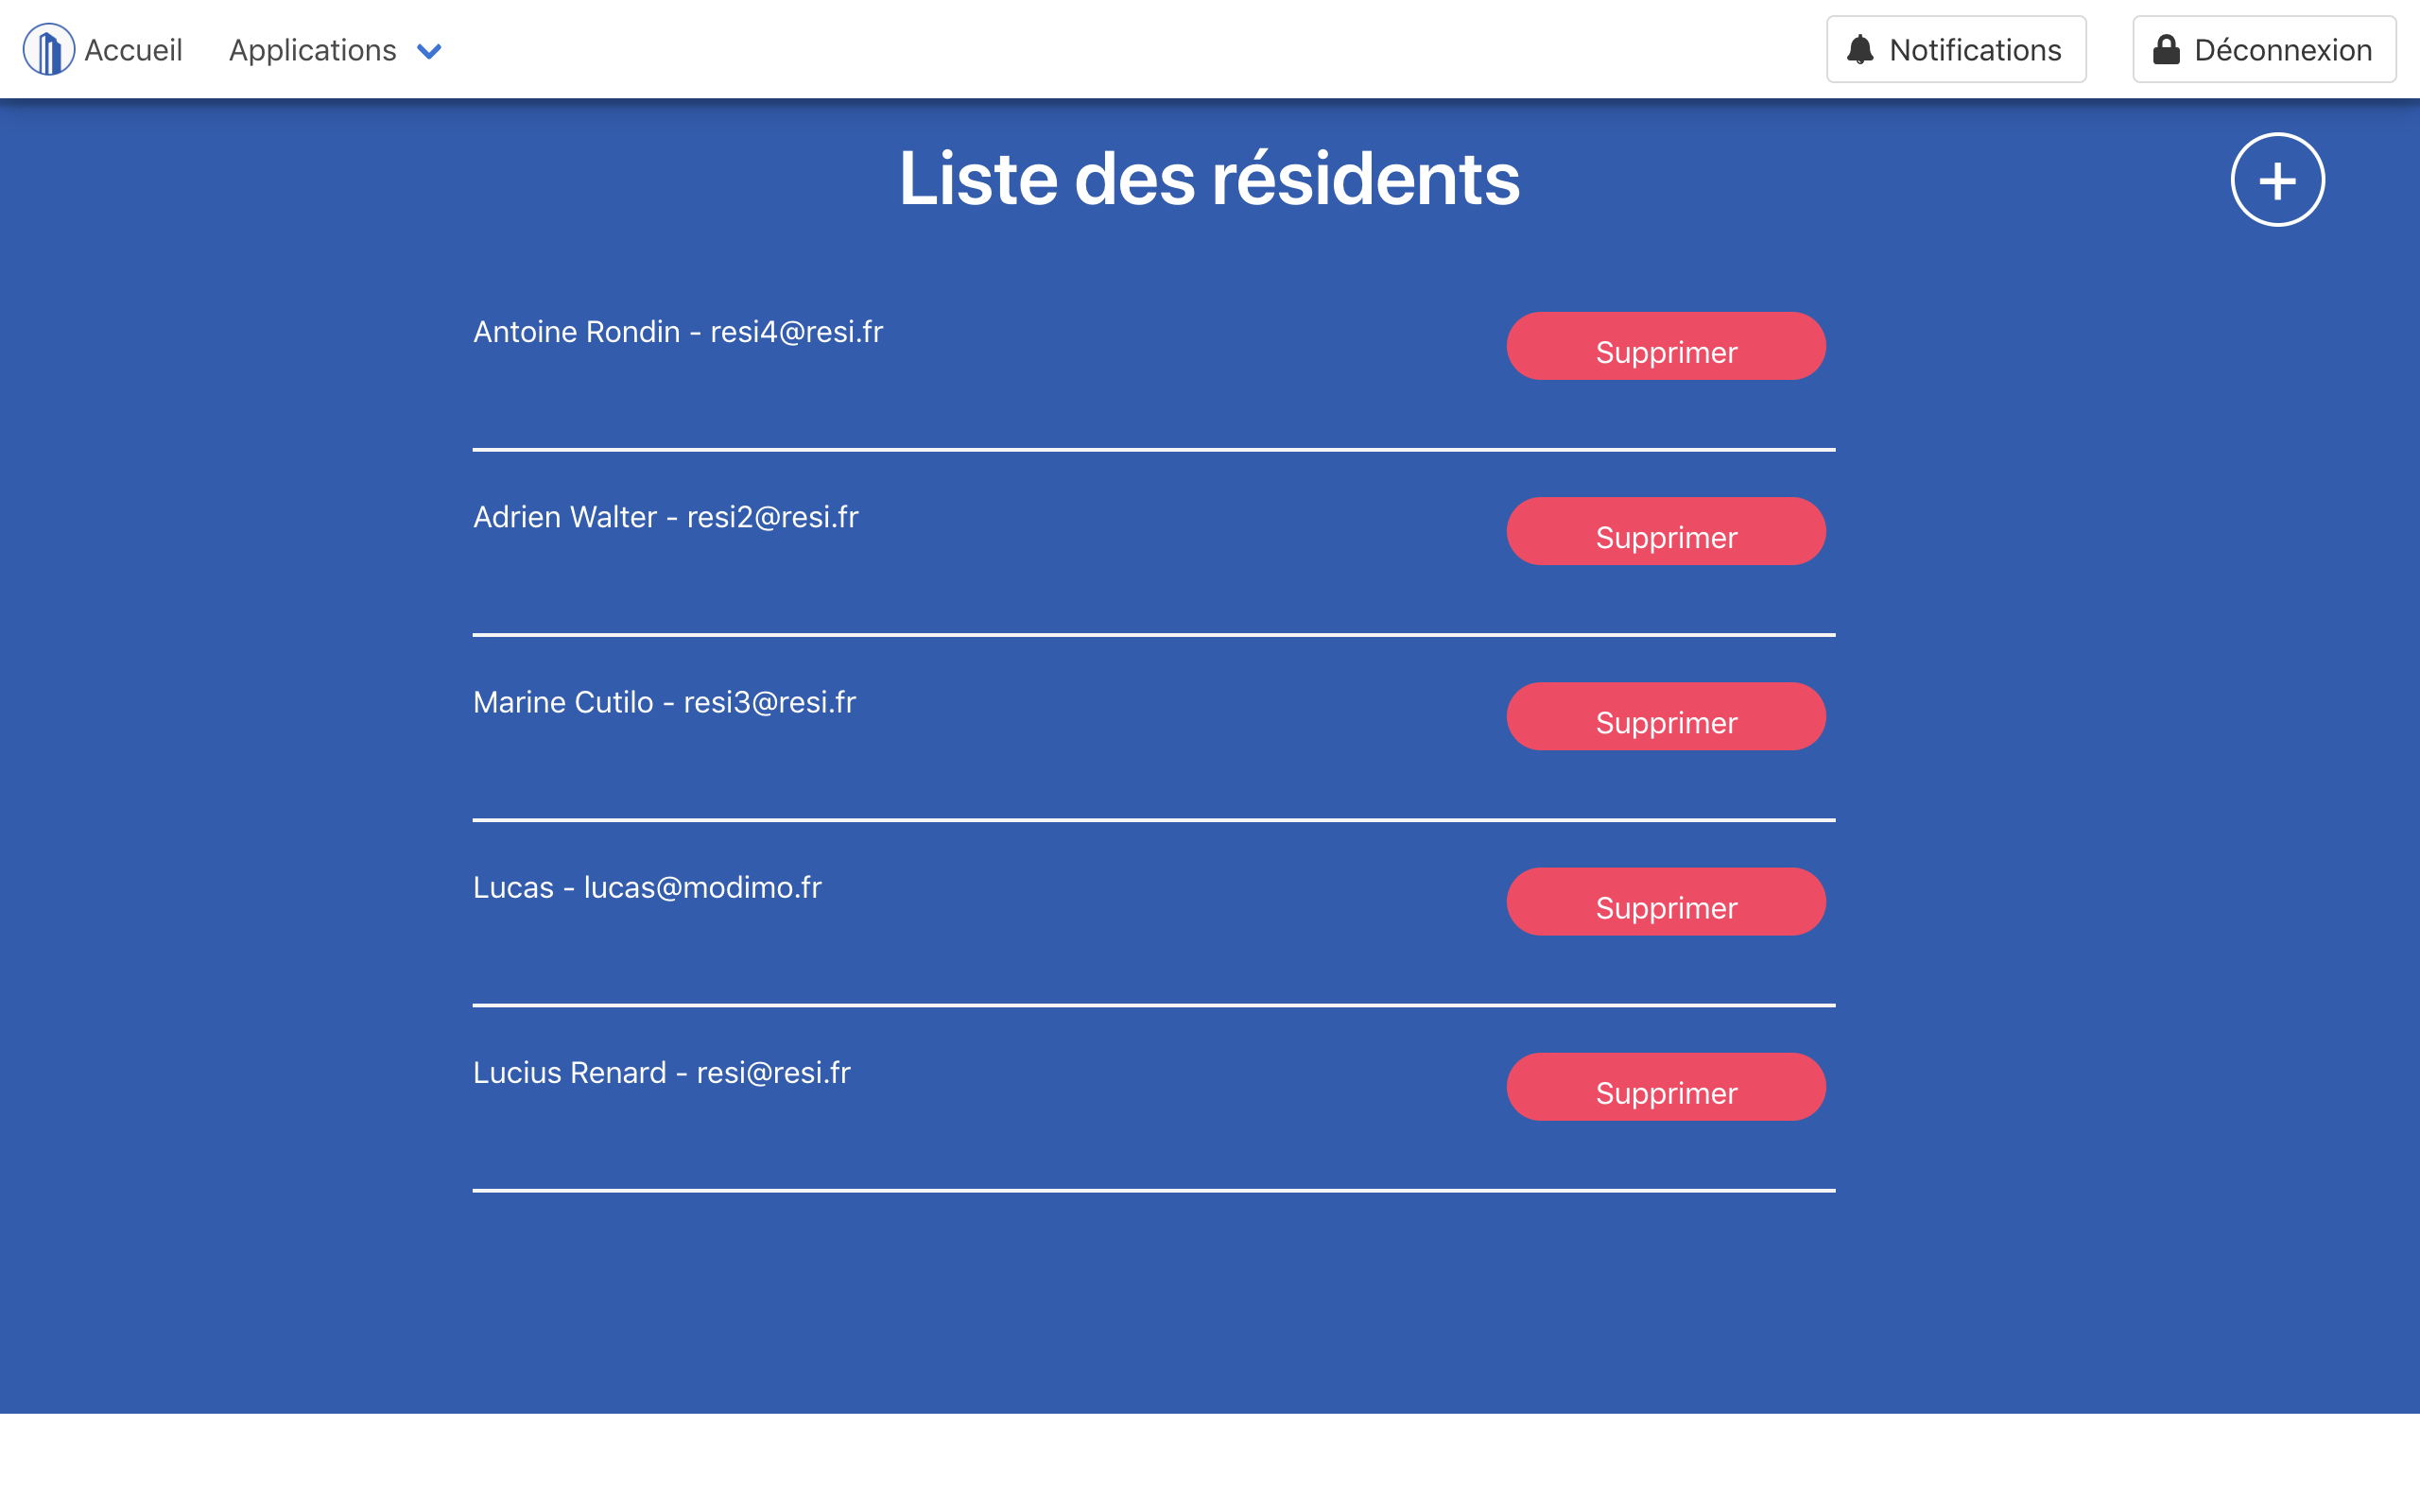 Accueil Applications Notifications Déconnexion
Liste des résidents
+
Antoine Rondin - resi4@resi.fr Supprimer
Adrien Walter - resi2@resi.fr Supprimer
Marine Cutilo - resi3@resi.fr Supprimer
Lucas - lucas@modimo.fr Supprimer
Lucius Renard - resi@resi.fr Supprimer